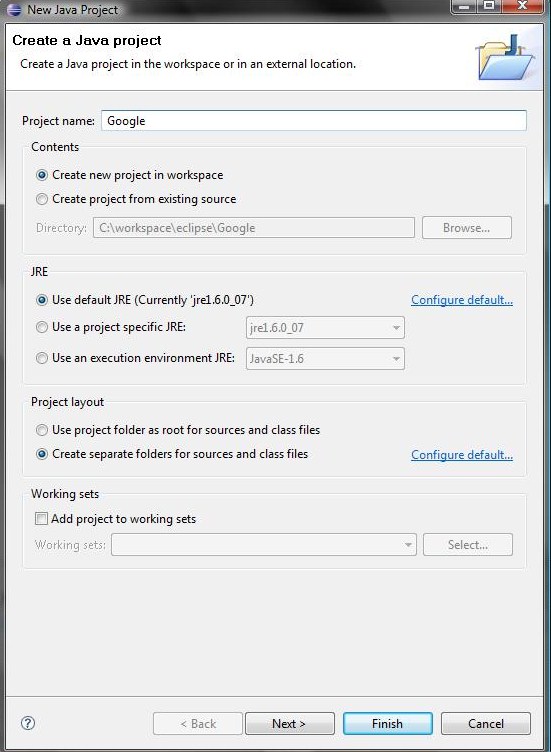 New Java Project
Create a Java project
Create a Java project in the workspace or in an external location.
Project name: Google
Contents
Create new project in workspace
Create project from existing source
Directory: C:\workspace\eclipse\Google Browse...
JRE
Use default JRE (Currently 'jre1.6.0_07') Configure default...
Use a project specific JRE: jre1.6.0_07
Use an execution environment JRE: JavaSE-1.6
Project layout
Use project folder as root for sources and class files
Create separate folders for sources and class files Configure default...
Working sets
Add project to working sets
Working sets: Select...
? < Back Next > Finish Cancel